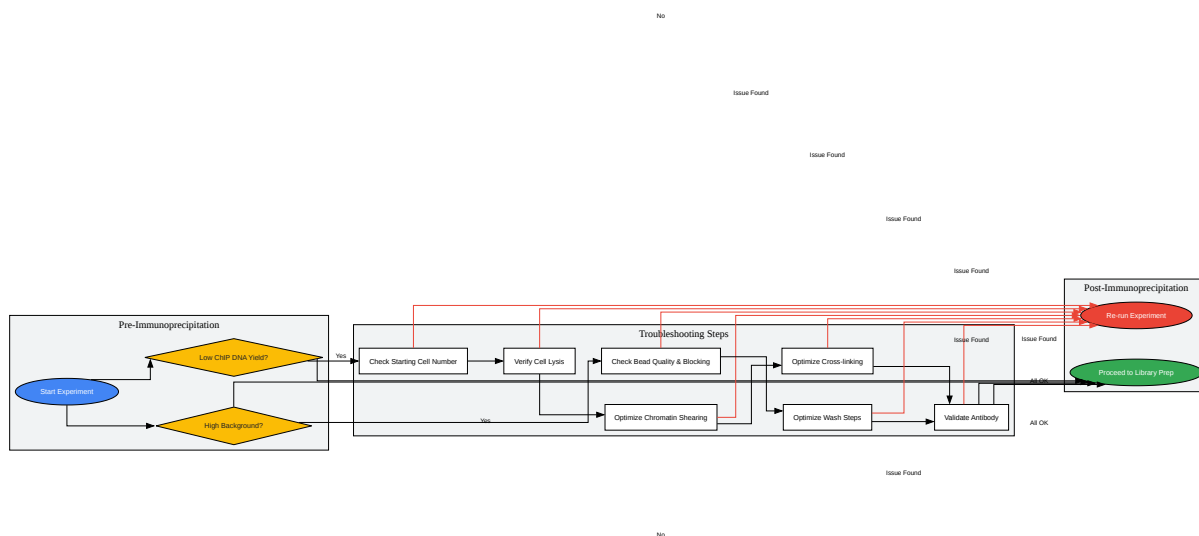 No
Issue Found
Issue Found
Issue Found
Issue Found
Post-Immunoprecipitation
Re-run Experiment
Pre-Immunoprecipitation
Troubleshooting Steps
Issue Found
Issue Found
Low ChIP DNA Yield?
Yes
Check Starting Cell Number
Verify Cell Lysis
Check Bead Quality & Blocking
Optimize Cross-linking
Proceed to Library Prep
All OK
Start Experiment
High Background?
Yes
Optimize Chromatin Shearing
Optimize Wash Steps
Validate Antibody
All OK
Issue Found
No